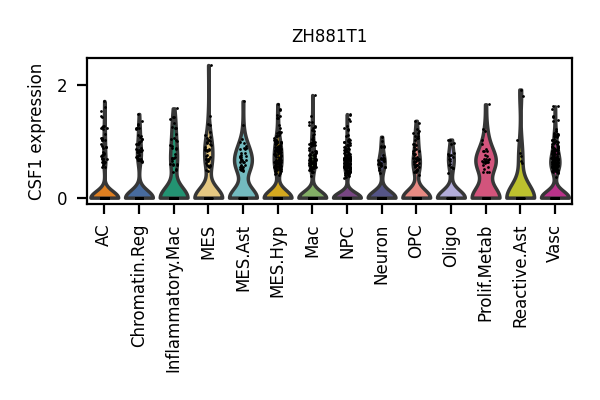 ZH881T1
CSF1 expression
2
0
AC
Chromatin.Reg
Inflammatory.Mac
MES
MES.Ast
MES.Hyp
Mac
NPC
Neuron
OPC
Oligo
Prolif.Metab
Reactive.Ast
Vasc